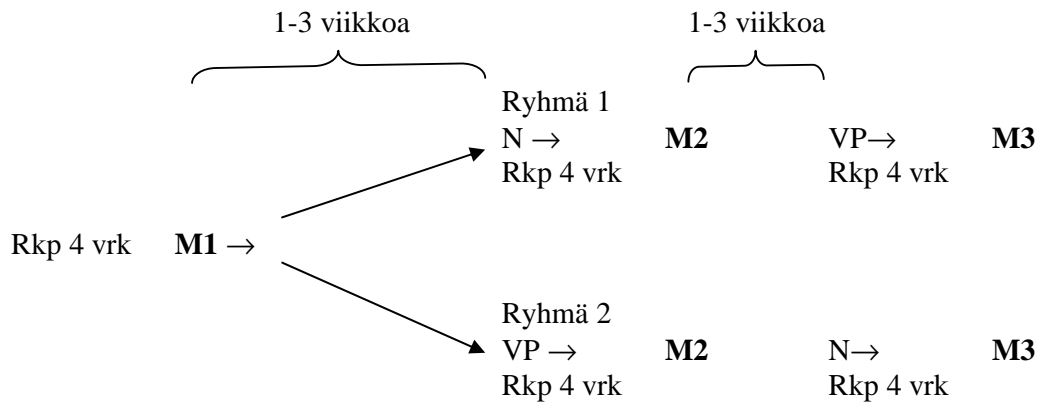 1-3 viikkoa 1-3 viikkoa
Ryhmä 1
N → M2 VP→ M3
Rkp 4 vrk Rkp 4 vrk
Rkp 4 vrk M1 →
Ryhmä 2
VP → M2 N→ M3
Rkp 4 vrk Rkp 4 vrk